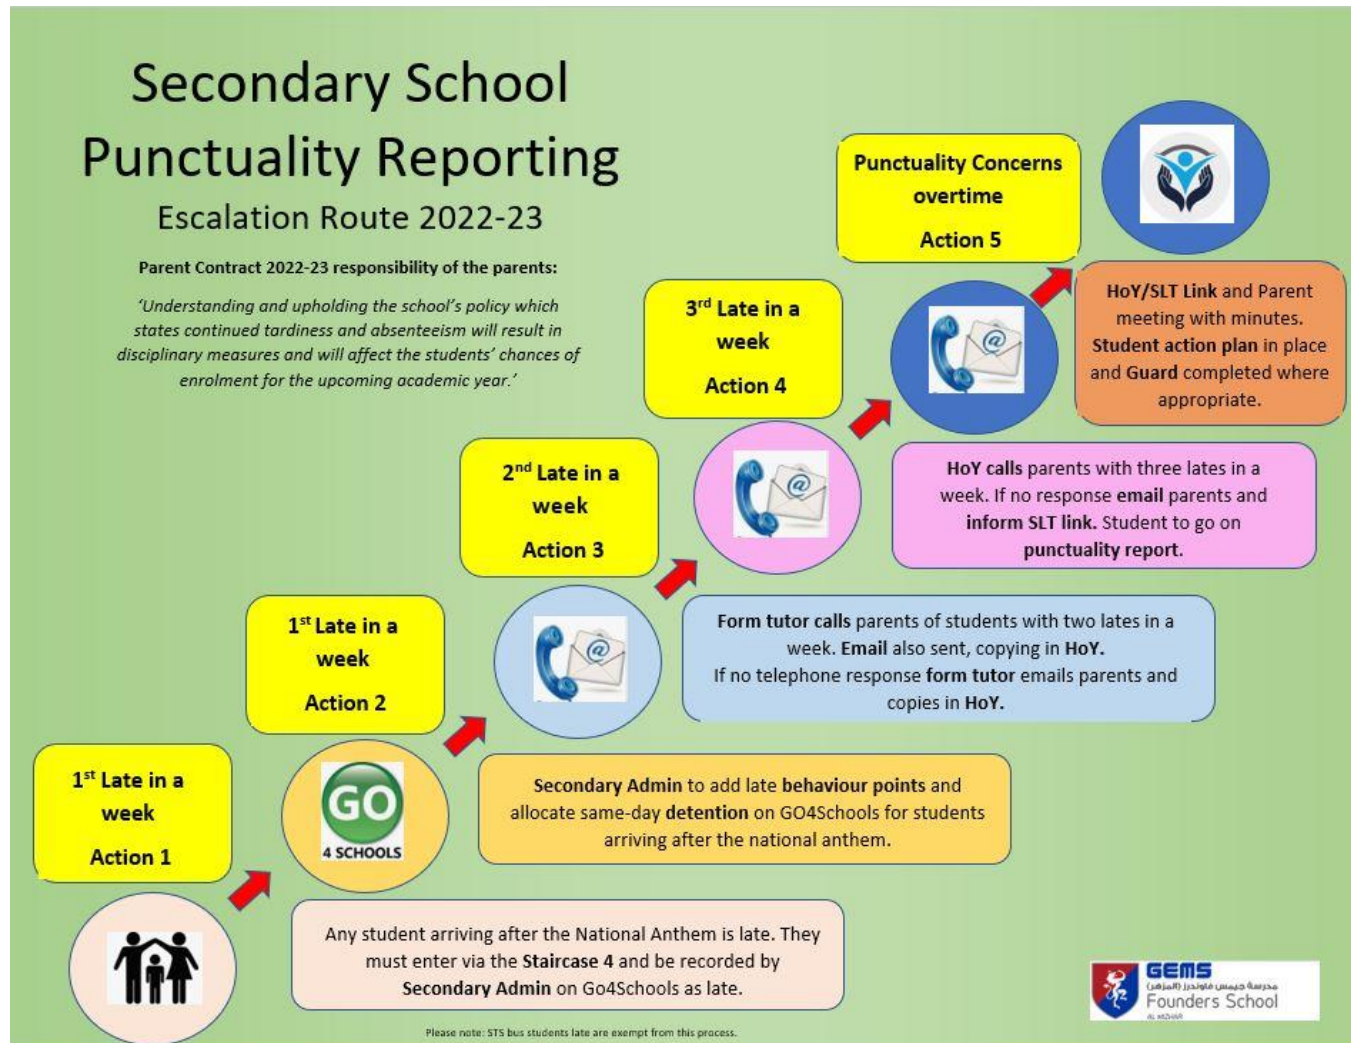 Secondary School
Punctuality Reporting
Escalation Route 2022-23
Parent Contract 2022-23 responsibility of the parents:
‘Understanding and upholding the school’s policy which
states continued tardiness and absenteeism will result in
disciplinary measures and will affect the students’ chances of
enrolment for the upcoming academic year.’
Punctuality Concerns
overtime
Action 5
HoY/SLT Link and Parent
meeting with minutes.
Student action plan in place
and Guard completed where
appropriate.
3rd Late in a
week
Action 4
@
HoY calls parents with three lates in a
week. If no response email parents and
inform SLT link. Student to go on
punctuality report.
2nd Late in a
week
Action 3
@
Form tutor calls parents of students with two lates in a
week. Email also sent, copying in HoY.
If no telephone response form tutor emails parents and
copies in HoY.
1st Late in a
week
Action 2
@
Secondary Admin to add late behaviour points and
allocate same-day detention on GO4Schools for students
arriving after the national anthem.
1st Late in a
week
Action 1
GO
4 SCHOOLS
Any student arriving after the National Anthem is late. They
must enter via the Staircase 4 and be recorded by
Secondary Admin on Go4Schools as late.
Please note: STS bus students late are exempt from this process.
GEMS
مدرسة جيمس فاوندرز (المزهر)
Founders School
AL MIZHAR